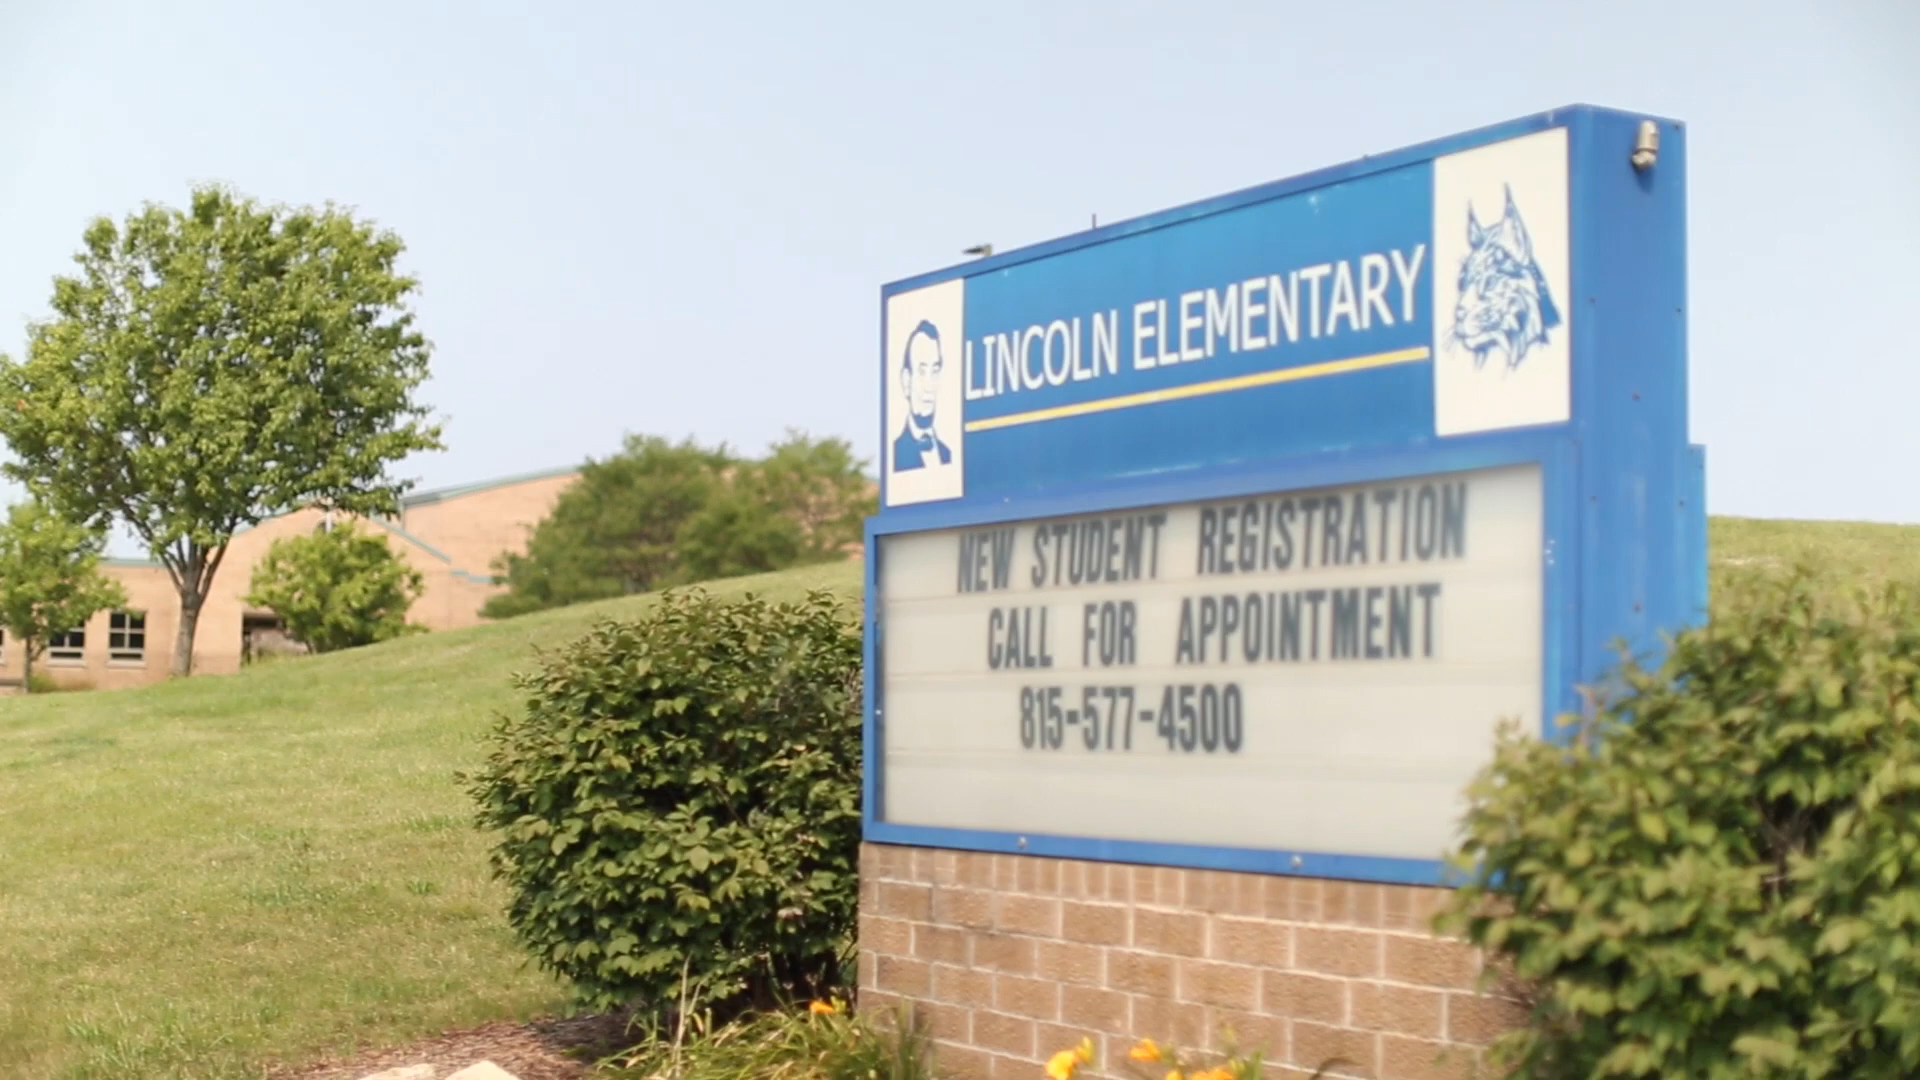 LINCOLN ELEMENTARY
NEW STUDENT REGISTRATION
CALL FOR APPOINTMENT
815-577-4500